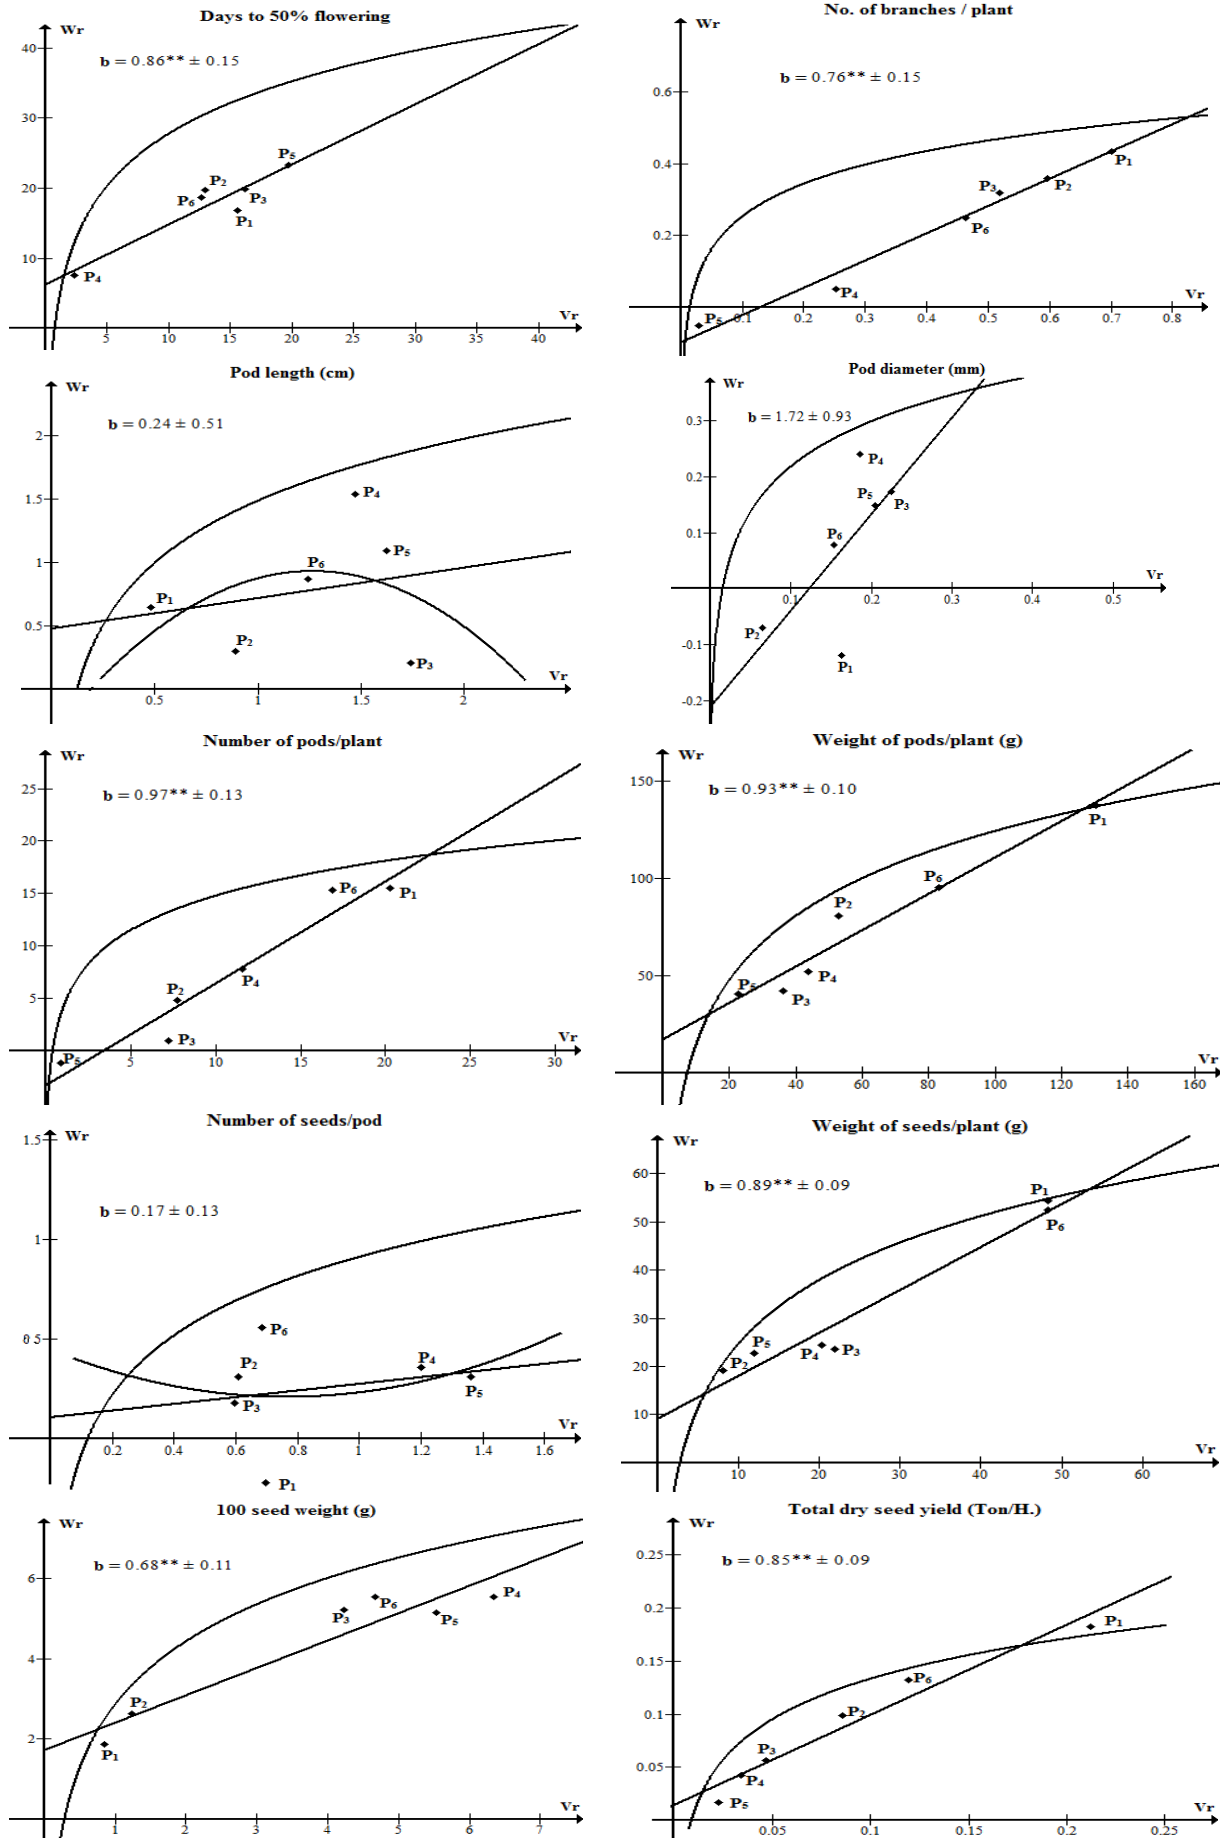 Days to 50% flowering
Wr
b = 0.86** ± 0.15
40
30
20
10
P5
P2
P6
P3
P1
P4
Vr
5 10 15 20 25 30 35 40
No. of branches / plant
Wr
b = 0.76** ± 0.15
0.6
0.4
0.2
P1
P3
P2
P6
P4
P5
Vr
0.1 0.2 0.3 0.4 0.5 0.6 0.7 0.8
Pod length (cm)
Wr
b = 0.24 ± 0.51
2
1.5
1
0.5
P4
P5
P6
P1
P2
P3
Vr
0.5 1 1.5 2
Pod diameter (mm)
Wr
b = 1.72 ± 0.93
0.3
0.2
0.1
-0.1
-0.2
P4
P5
P3
P6
P2
P1
Vr
0.1 0.2 0.3 0.4 0.5
Number of pods/plant
Wr
b = 0.97** ± 0.13
25
20
15
10
5
P6
P1
P4
P2
P3
P5
Vr
5 10 15 20 25 30
Weight of pods/plant (g)
Wr
b = 0.93** ± 0.10
150
100
50
P1
P6
P2
P4
P5
P3
Vr
20 40 60 80 100 120 140 160
Number of seeds/pod
Wr
1.5
b = 0.17 ± 0.13
1
0 5
P6
P4
P2
P5
P3
P1
Vr
0.2 0.4 0.6 0.8 1 1.2 1.4 1.6
Weight of seeds/plant (g)
Wr
b = 0.89** ± 0.09
60
50
40
30
20
10
P1
P6
P5
P2
P4
P3
Vr
10 20 30 40 50 60
100 seed weight (g)
Wr
b = 0.68** ± 0.11
6
4
2
P4
P6
P3
P5
P2
P1
Vr
1 2 3 4 5 6 7
Total dry seed yield (Ton/H.)
Wr
b = 0.85** ± 0.09
0.25
0.2
0.15
0.1
0.05
P1
P6
P2
P3
P4
P5
Vr
0.05 0.1 0.15 0.2 0.25